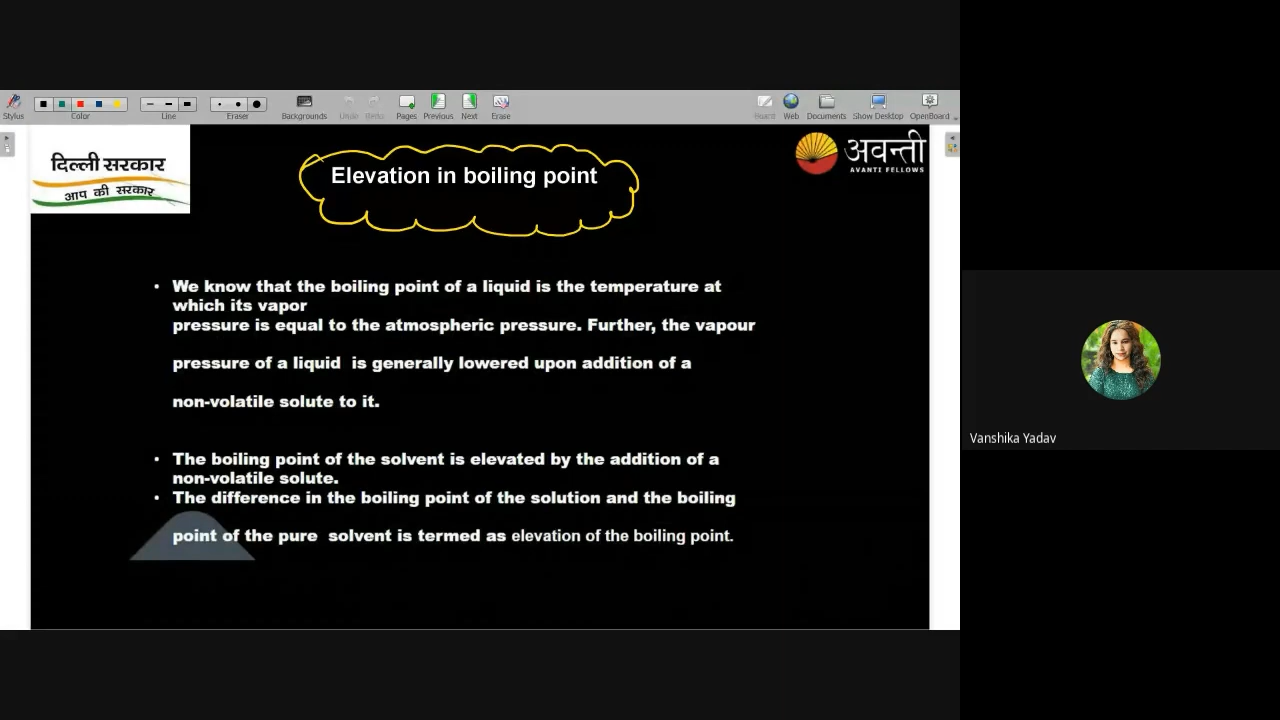 Stylus
Color
Line
Eraser
Backgrounds
Undo
Redo
Pages
Previous
Next
Erase
Board
Web
Documents
Show Desktop
OpenBoard
दिल्ली सरकार
आप की सरकार
Elevation in boiling point
अवन्ती
AVANTI FELLOWS
• We know that the boiling point of a liquid is the temperature at
which its vapor
pressure is equal to the atmospheric pressure. Further, the vapour
pressure of a liquid is generally lowered upon addition of a
non-volatile solute to it.
• The boiling point of the solvent is elevated by the addition of a
non-volatile solute.
• The difference in the boiling point of the solution and the boiling
point of the pure solvent is termed as elevation of the boiling point.
Vanshika Yadav